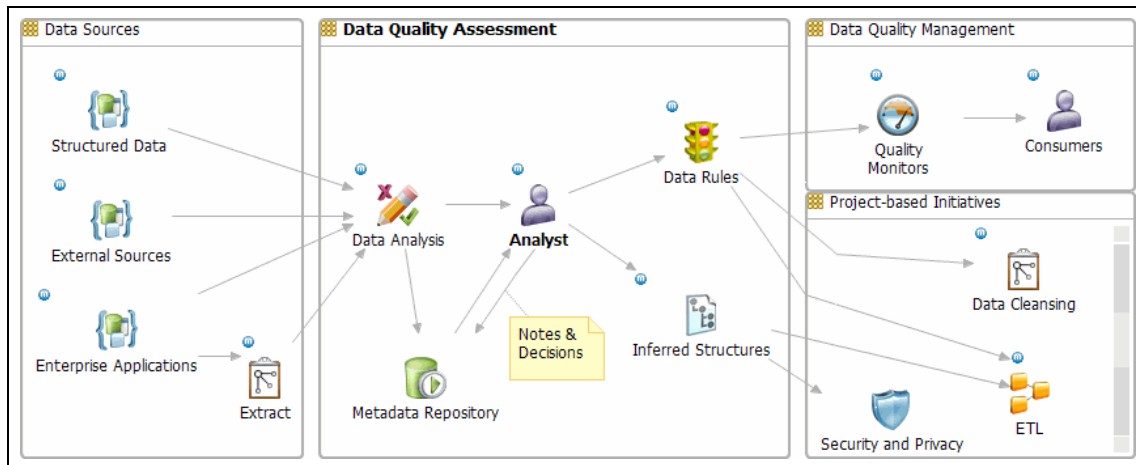 Data Sources
Structured Data
External Sources
Enterprise Applications
Extract
Data Quality Assessment
Data Analysis
Analyst
Data Rules
Notes &
Decisions
Inferred Structures
Metadata Repository
Data Quality Management
Quality
Monitors
Consumers
Project-based Initiatives
Data Cleansing
ETL
Security and Privacy